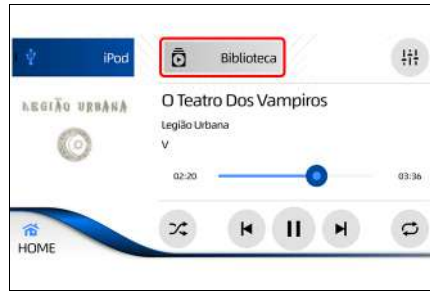 iPod
Biblioteca
LEGIÃO URBANA
O Teatro Dos Vampiros
Legião Urbana
V
02:20
03:36
HOME